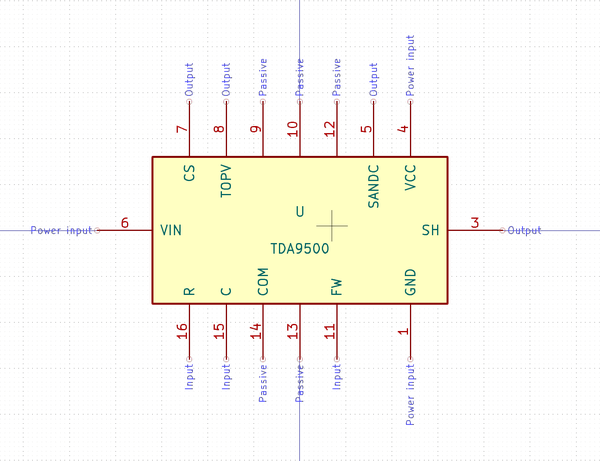 Output
Output
Passive
Passive
Passive
Output
Power input
7
8
9
10
12
5
4
CS
TOPV
SANDC
VCC
U
TDA9500
Power input
6
VIN
SH
3
Output
R
C
COM
FW
GND
16
15
14
13
11
1
Input
Input
Passive
Passive
Input
Power input